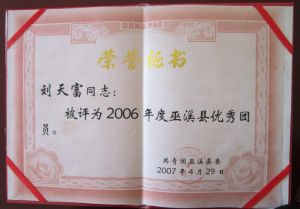 DONG PAI
荣誉证书
刘天富同志:
被评为2006年度巫溪县优秀团
员。
共青团巫溪县委
2007年4月29日